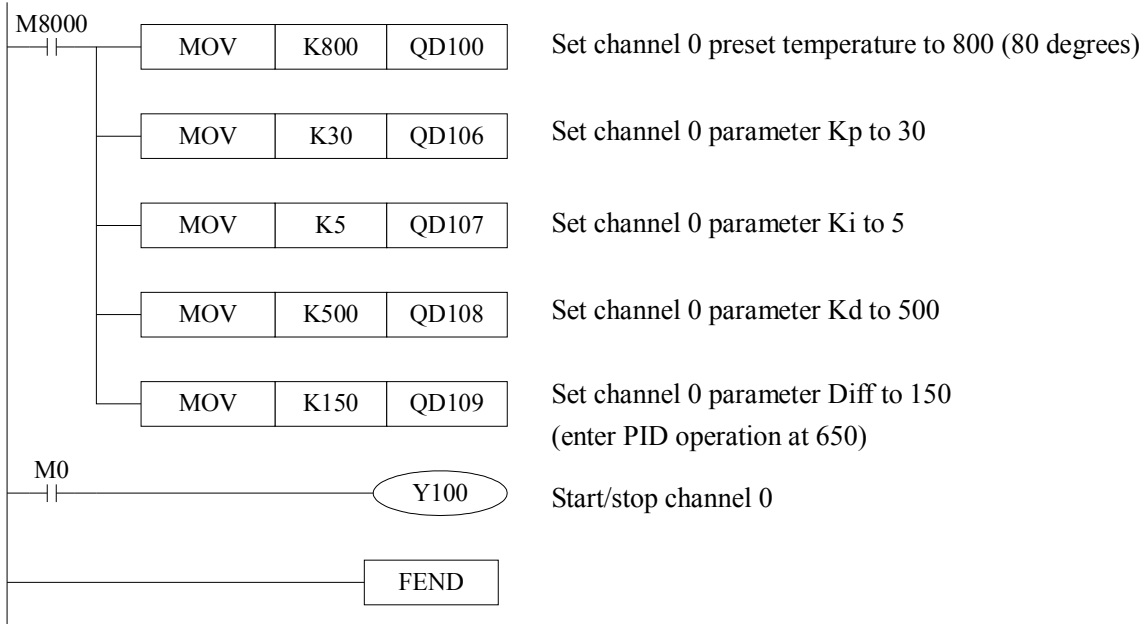 M8000
MOV K800 QD100 Set channel 0 preset temperature to 800 (80 degrees)
MOV K30 QD106 Set channel 0 parameter Kp to 30
MOV K5 QD107 Set channel 0 parameter Ki to 5
MOV K500 QD108 Set channel 0 parameter Kd to 500
MOV K150 QD109 Set channel 0 parameter Diff to 150
(enter PID operation at 650)
M0
Y100 Start/stop channel 0
FEND